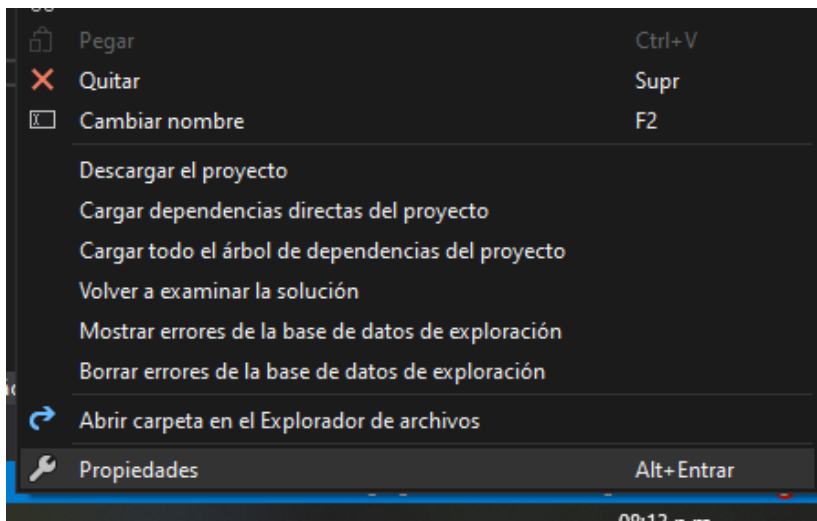 Pegar Ctrl+V
Quitar Supr
Cambiar nombre F2
Descargar el proyecto
Cargar dependencias directas del proyecto
Cargar todo el árbol de dependencias del proyecto
Volver a examinar la solución
Mostrar errores de la base de datos de exploración
Borrar errores de la base de datos de exploración
Abrir carpeta en el Explorador de archivos
Propiedades Alt+Entrar